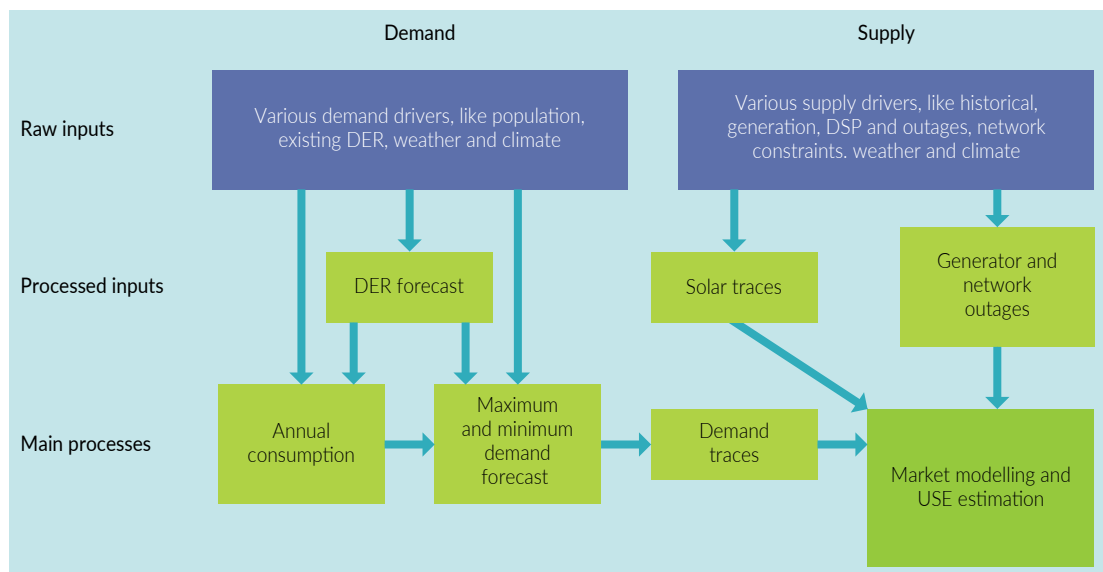 Demand
Supply
Raw inputs
Various demand drivers, like population,
existing DER, weather and climate
Various supply drivers, like historical,
generation, DSP and outages, network
constraints. weather and climate
Processed inputs
DER forecast
Solar traces
Generator and
network
outages
Main processes
Annual
consumption
Maximum
and minimum
demand
forecast
Demand
traces
Market modelling and
USE estimation